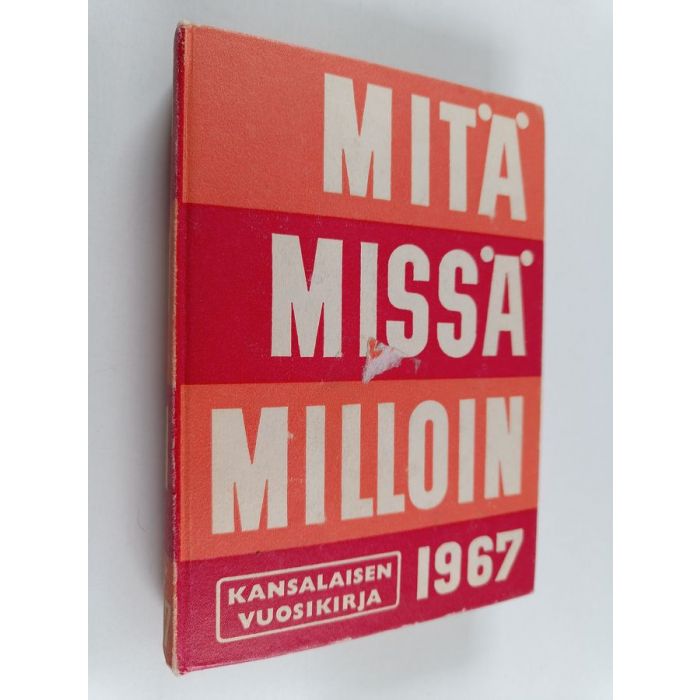 MITÄ
MISSÄ
MILLOIN
KANSALAISEN
VUOSIKIRJA
1967